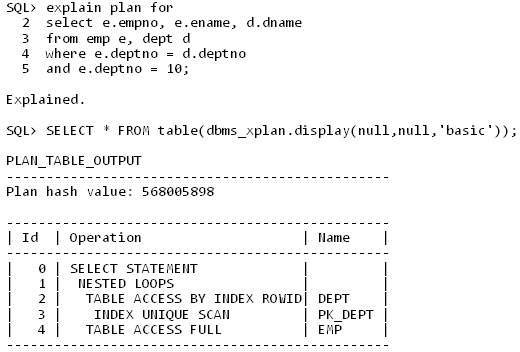 SQL> explain plan for
  2  select e.empno, e.ename, d.dname
  3  from emp e, dept d
  4  where e.deptno = d.deptno
  5  and e.deptno = 10;
Explained.
SQL> SELECT * FROM table(dbms_xplan.display(null,null,'basic'));
PLAN_TABLE_OUTPUT
------------------------------------------------
Plan hash value: 568005898
------------------------------------------------
| Id  | Operation                    | Name    |
------------------------------------------------
|   0 | SELECT STATEMENT             |         |
|   1 |  NESTED LOOPS                |         |
|   2 |   TABLE ACCESS BY INDEX ROWID| DEPT    |
|   3 |    INDEX UNIQUE SCAN         | PK_DEPT |
|   4 |   TABLE ACCESS FULL          | EMP     |
------------------------------------------------